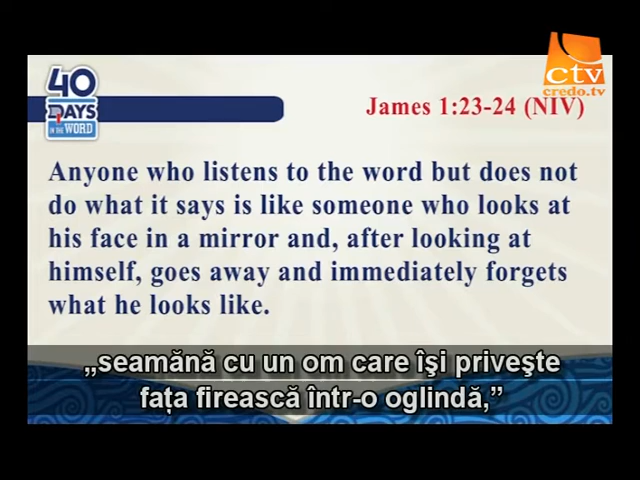 40
DAYS
IN THE WORD
ctv
credo.tv
James 1:23-24 (NIV)
Anyone who listens to the word but does not
do what it says is like someone who looks at
his face in a mirror and, after looking at
himself, goes away and immediately forgets
what he looks like.
„seamănă cu un om care îşi priveşte
fața firească într-o oglindă,”